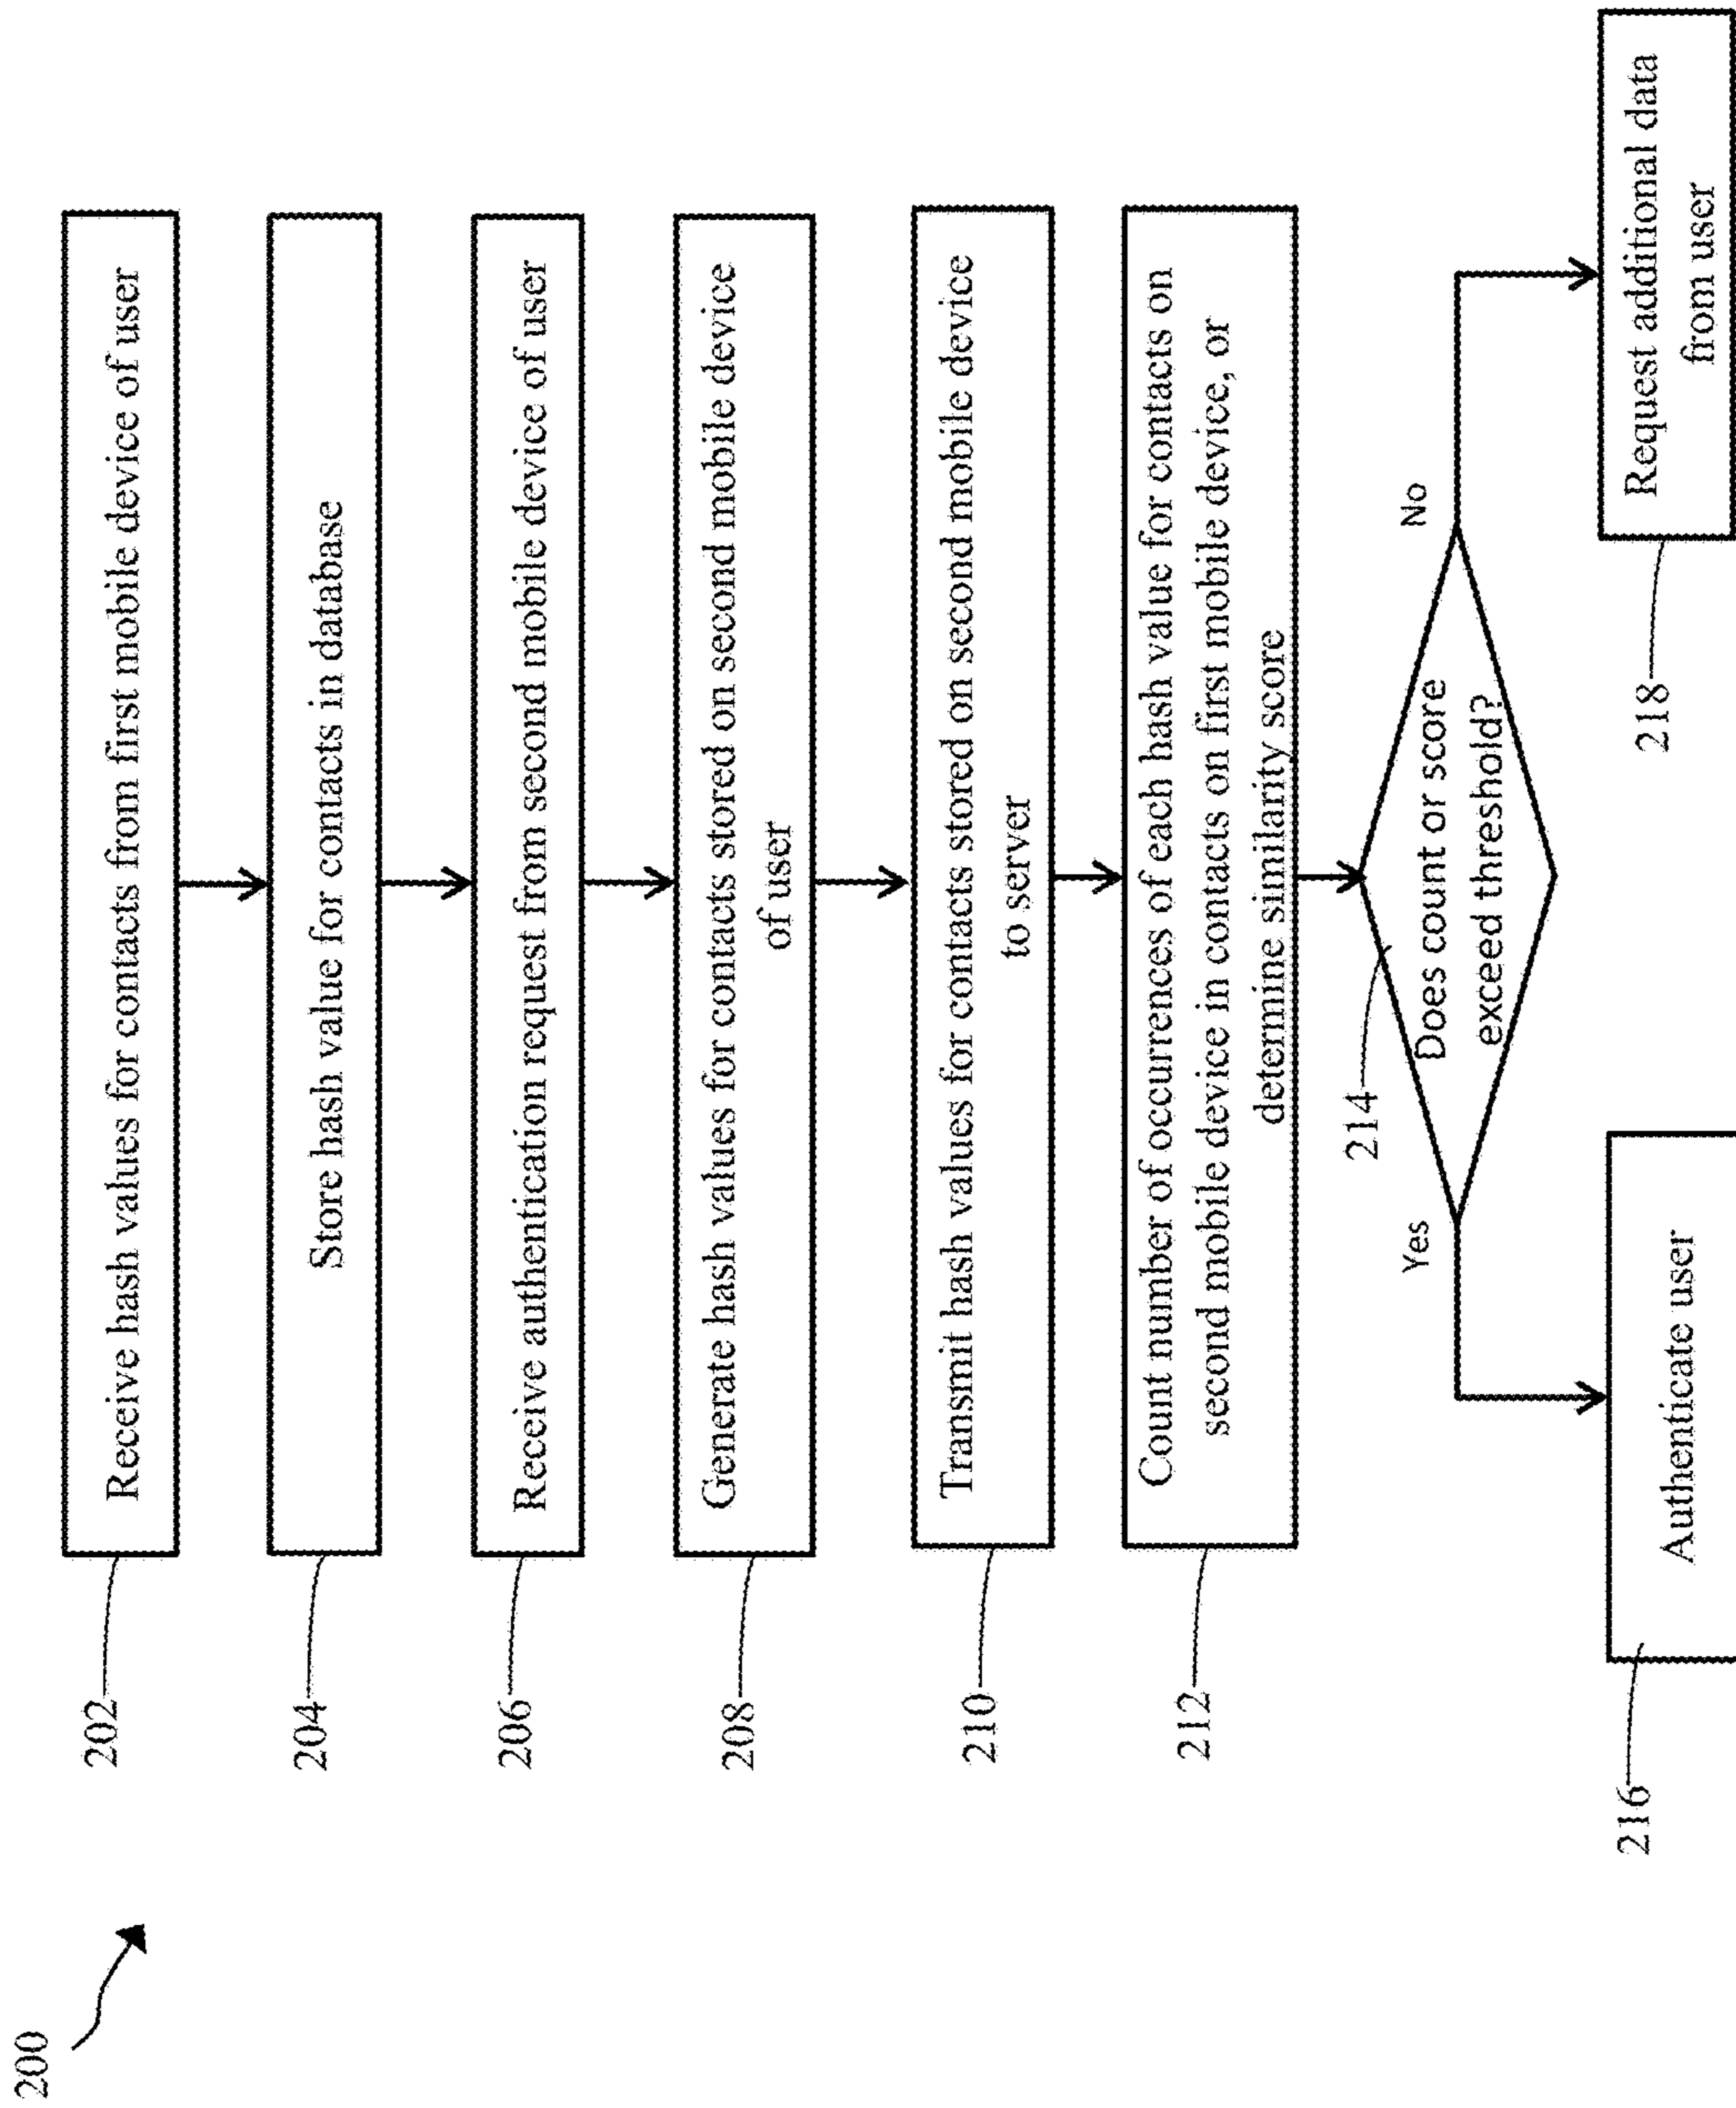 200
202
Receive hash values for contacts from first mobile device of user
204
Store hash value for contacts in database
206
Receive authentication request from second mobile device of user
208
Generate hash values for contacts stored on second mobile device
of user
210
Transmit hash values for contacts stored on second mobile device
to server
212
Count number of occurrences of each hash value for contacts on
second mobile device in contacts on first mobile device, or
determine similarity score
214
Does count or score
exceed threshold?
Yes
No
216
Authenticate user
218
Request additional data
from user